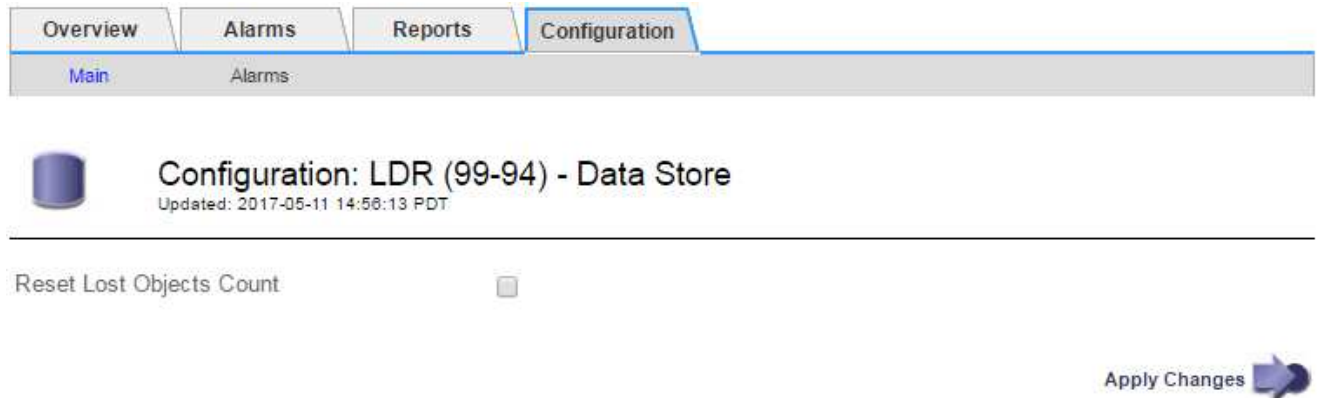 Overview Alarms Reports Configuration
Main Alarms
Configuration: LDR (99-94) - Data Store
Updated: 2017-05-11 14:56:13 PDT
Reset Lost Objects Count
Apply Changes